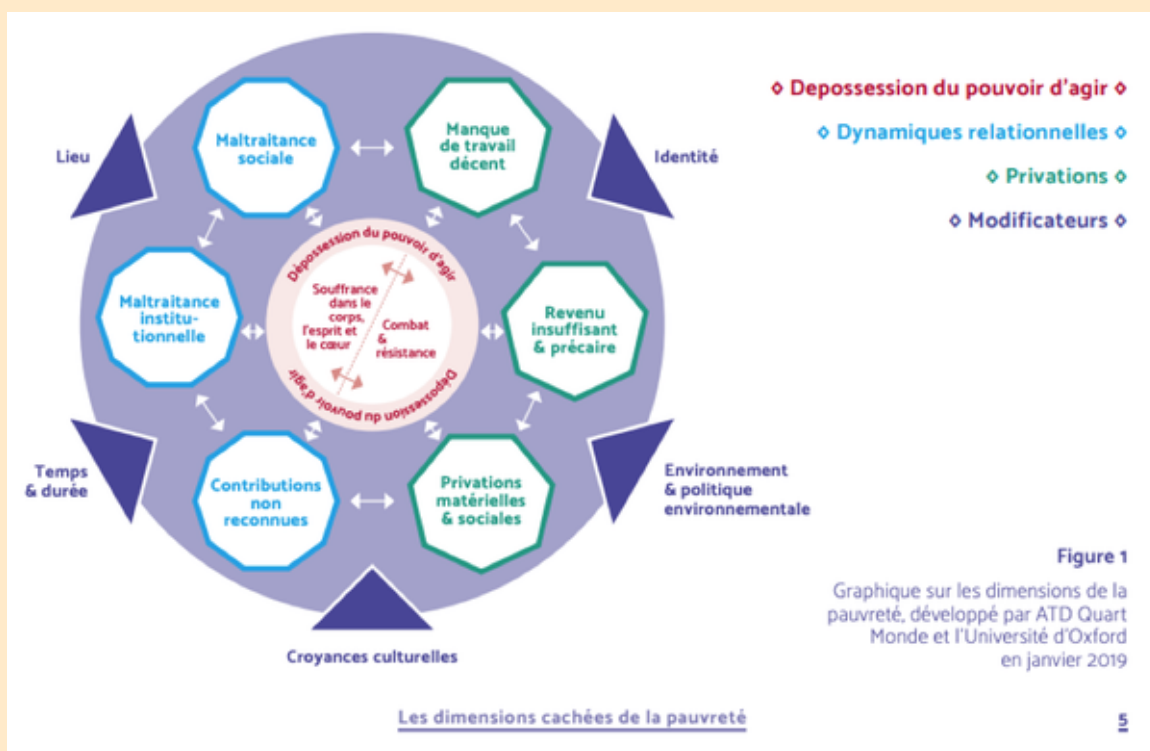 ◊ Depossession du pouvoir d'agir ◊
◊ Dynamiques relationnelles ◊
◊ Privations ◊
◊ Modificateurs ◊
Lieu
Identité
Maltraitance
sociale
Manque
de travail
décent
Maltraitance
institu-
tionnelle
Dépossession du pouvoir d'agir
Souffrance
dans le
corps,
l'esprit et
le cœur
Combat
&
résistance
Dépossession du pouvoir d'agir
Revenu
insuffisant
& précaire
Temps
& durée
Contributions
non
reconnues
Privations
matérielles
& sociales
Environnement
& politique
environnementale
Croyances culturelles
Figure 1
Graphique sur les dimensions de la
pauvreté, développé par ATD Quart
Monde et l'Université d'Oxford
en janvier 2019
Les dimensions cachées de la pauvreté
5